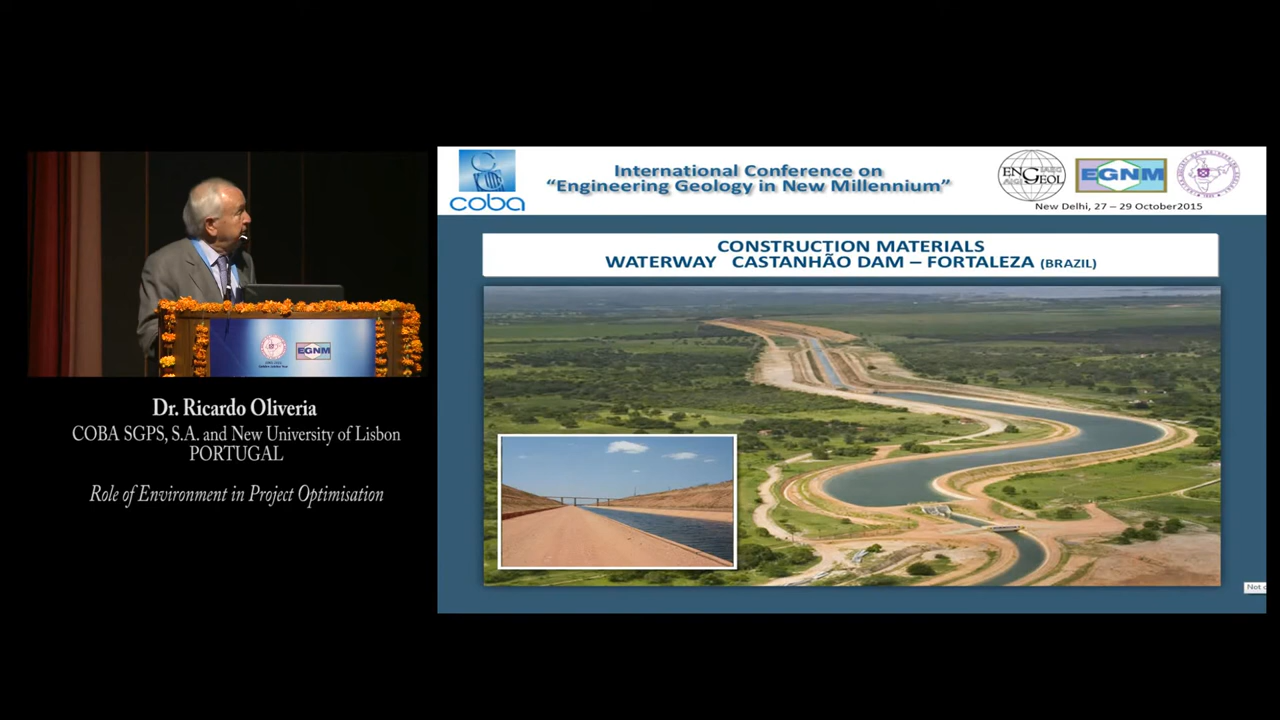 coba
International Conference on
“Engineering Geology in New Millennium”
ENGEOL
EGNM
New Delhi, 27 – 29 October2015
CONSTRUCTION MATERIALS
WATERWAY CASTANHÃO DAM – FORTALEZA (BRAZIL)
EGNM
Dr. Ricardo Oliveria
COBA SGPS, S.A. and New University of Lisbon
PORTUGAL
Role of Environment in Project Optimisation
Not